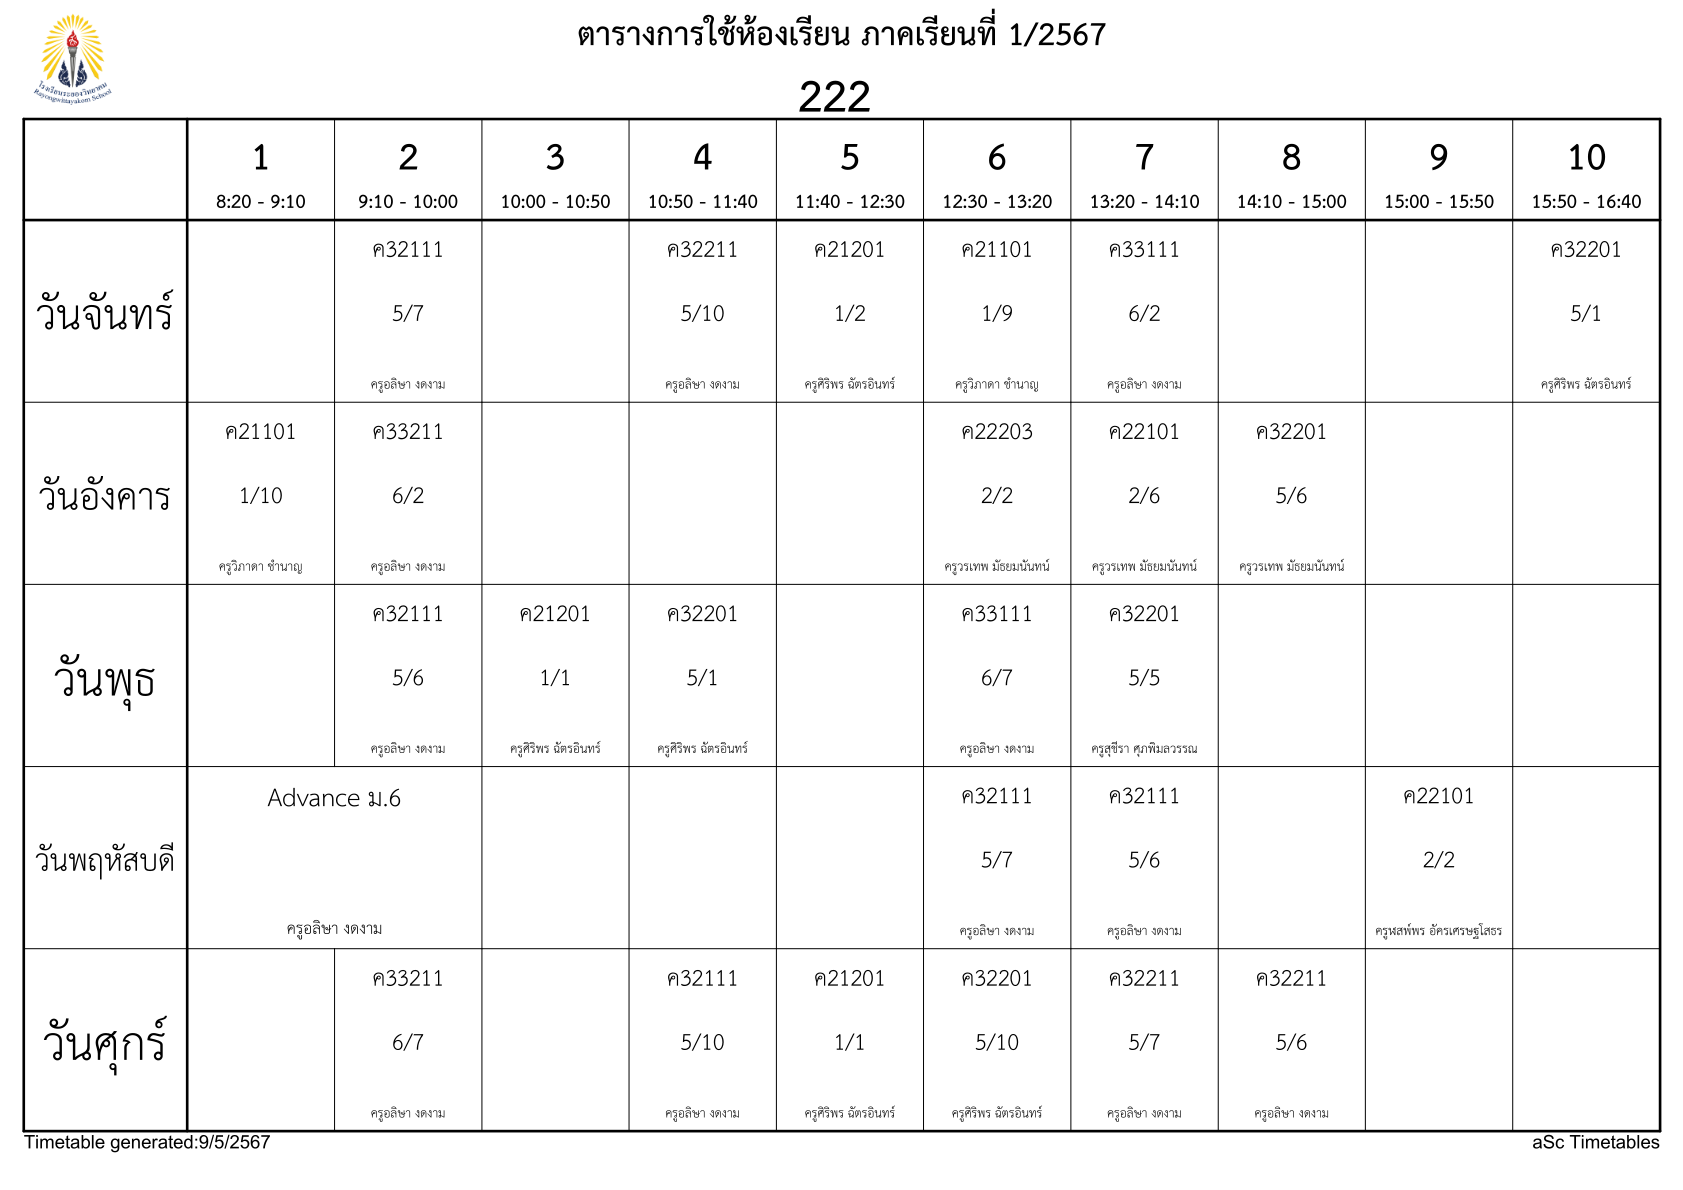 โรงเรียนระยองวิทยาคม
Rayongwittayakom School
ตารางการใช้ห้องเรียน ภาคเรียนที่ 1/2567
222
1 2 3 4 5 6 7 8 9 10
8:20 - 9:10 9:10 - 10:00 10:00 - 10:50 10:50 - 11:40 11:40 - 12:30 12:30 - 13:20 13:20 - 14:10 14:10 - 15:00 15:00 - 15:50 15:50 - 16:40
วันจันทร์
ค32111 ค32211 ค21201 ค21101 ค33111 ค32201
5/7 5/10 1/2 1/9 6/2 5/1
ครูอลิษา งดงาม ครูอลิษา งดงาม ครูศิริพร ฉัตรอินทร์ ครูวิภาดา ชำนาญ ครูอลิษา งดงาม ครูศิริพร ฉัตรอินทร์
วันอังคาร
ค21101 ค33211 ค22203 ค22101 ค32201
1/10 6/2 2/2 2/6 5/6
ครูวิภาดา ชำนาญ ครูอลิษา งดงาม ครูวรเทพ มัธยมนันทน์ ครูวรเทพ มัธยมนันทน์ ครูวรเทพ มัธยมนันทน์
วันพุธ
ค32111 ค21201 ค32201 ค33111 ค32201
5/6 1/1 5/1 6/7 5/5
ครูอลิษา งดงาม ครูศิริพร ฉัตรอินทร์ ครูศิริพร ฉัตรอินทร์ ครูอลิษา งดงาม ครูสุชีรา ศุภพิมลวรรณ
วันพฤหัสบดี
Advance ม.6 ค32111 ค32111 ค22101
5/7 5/6 2/2
ครูอลิษา งดงาม ครูอลิษา งดงาม ครูอลิษา งดงาม ครูหสพ์พร อัครเศรษฐโสธร
วันศุกร์
ค33211 ค32111 ค21201 ค32201 ค32211 ค32211
6/7 5/10 1/1 5/10 5/7 5/6
ครูอลิษา งดงาม ครูอลิษา งดงาม ครูศิริพร ฉัตรอินทร์ ครูศิริพร ฉัตรอินทร์ ครูอลิษา งดงาม ครูอลิษา งดงาม
Timetable generated:9/5/2567 aSc Timetables